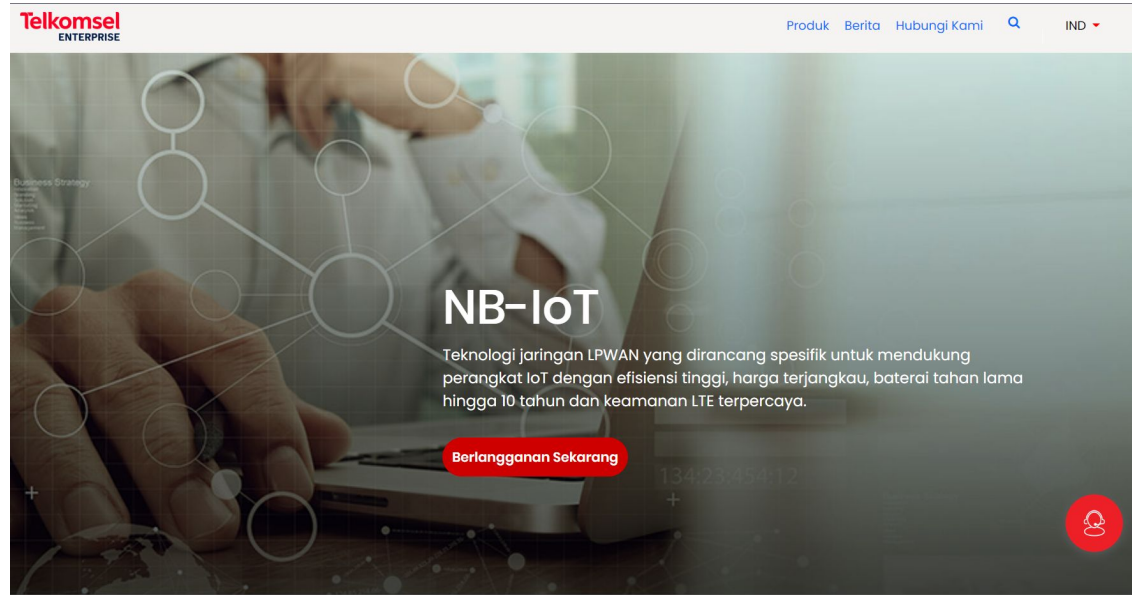 Telkomsel
ENTERPRISE
Produk Berita Hubungi Kami IND
Business Strategy
NB-IoT
Teknologi jaringan LPWAN yang dirancang spesifik untuk mendukung
perangkat IoT dengan efisiensi tinggi, harga terjangkau, baterai tahan lama
hingga 10 tahun dan keamanan LTE terpercaya.
Berlangganan Sekarang
134:23.454:12